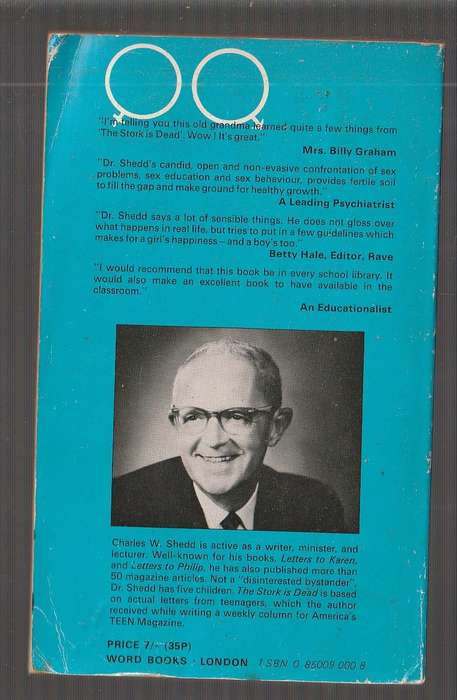 "I'm telling you this old grandma learned quite a few things from
'The Stork is Dead'. Wow! It's great."
Mrs. Billy Graham
"Dr. Shedd's candid, open and non-evasive confrontation of sex
problems, sex education and sex behaviour, provides fertile soil
to fill the gap and make ground for healthy growth."
A Leading Psychiatrist
"Dr. Shedd says a lot of sensible things. He does not gloss over
what happens in real life, but tries to put in a few guidelines which
makes for a girl's happiness – and a boy's too."
Betty Hale, Editor, Rave
"I would recommend that this book be in every school library. It
would also make an excellent book to have available in the
classroom."
An Educationalist
Charles W. Shedd is active as a writer, minister, and
lecturer. Well-known for his books, Letters to Karen,
and Letters to Philip, he has also published more than
50 magazine articles. Not a "disinterested bystander",
Dr. Shedd has five children. The Stork is Dead is based
on actual letters from teenagers, which the author
received while writing a weekly column for America's
TEEN Magazine.
PRICE 7/- (35P)
WORD BOOKS · LONDON ISBN 0 85009 000 8